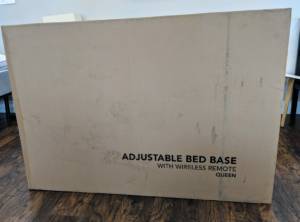 ADJUSTABLE BED BASE
WITH WIRELESS REMOTE
QUEEN